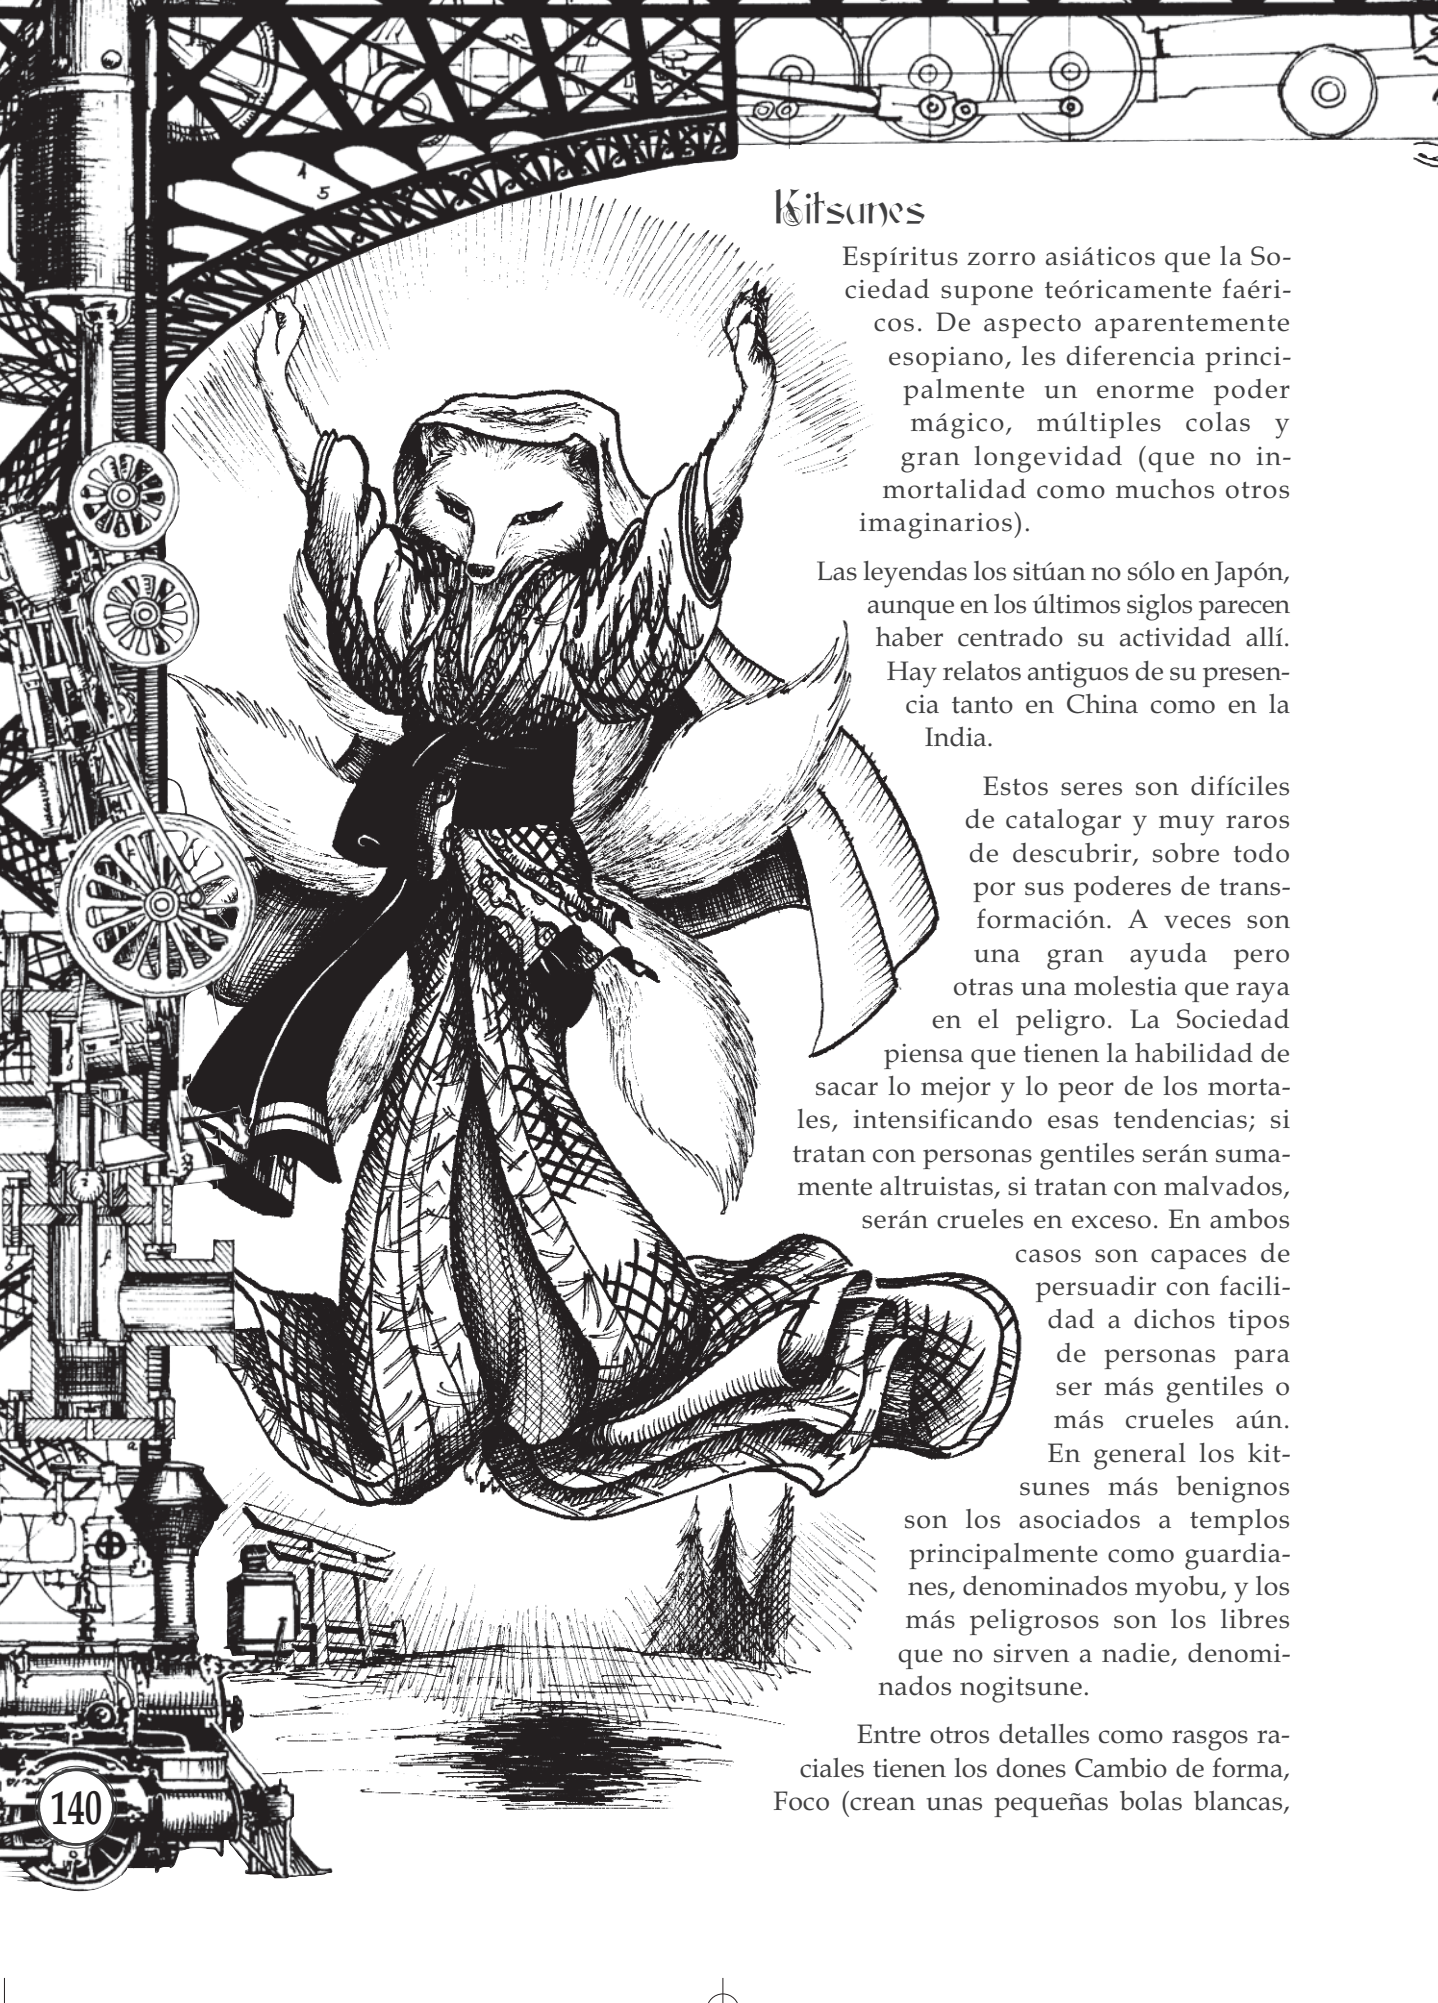 Kitsunes
Espíritus zorro asiáticos que la So-
ciedad supone teóricamente faéri-
cos. De aspecto aparentemente
esopiano, les diferencia princi-
palmente un enorme poder
mágico, múltiples colas y
gran longevidad (que no in-
mortalidad como muchos otros
imaginarios).
Las leyendas los sitúan no sólo en Japón,
aunque en los últimos siglos parecen
haber centrado su actividad allí.
Hay relatos antiguos de su presen-
cia tanto en China como en la
India.
Estos seres son difíciles
de catalogar y muy raros
de descubrir, sobre todo
por sus poderes de trans-
formación. A veces son
una gran ayuda pero
otras una molestia que raya
en el peligro. La Sociedad
piensa que tienen la habilidad de
sacar lo mejor y lo peor de los morta-
les, intensificando esas tendencias; si
tratan con personas gentiles serán suma-
mente altruistas, si tratan con malvados,
serán crueles en exceso. En ambos
casos son capaces de
persuadir con facili-
dad a dichos tipos
de personas para
ser más gentiles o
más crueles aún.
En general los kit-
sunes más benignos
son los asociados a templos
principalmente como guardia-
nes, denominados myobu, y los
más peligrosos son los libres
que no sirven a nadie, denomi-
nados nogitsune.
Entre otros detalles como rasgos ra-
ciales tienen los dones Cambio de forma,
Foco (crean unas pequeñas bolas blancas,
140
A
5